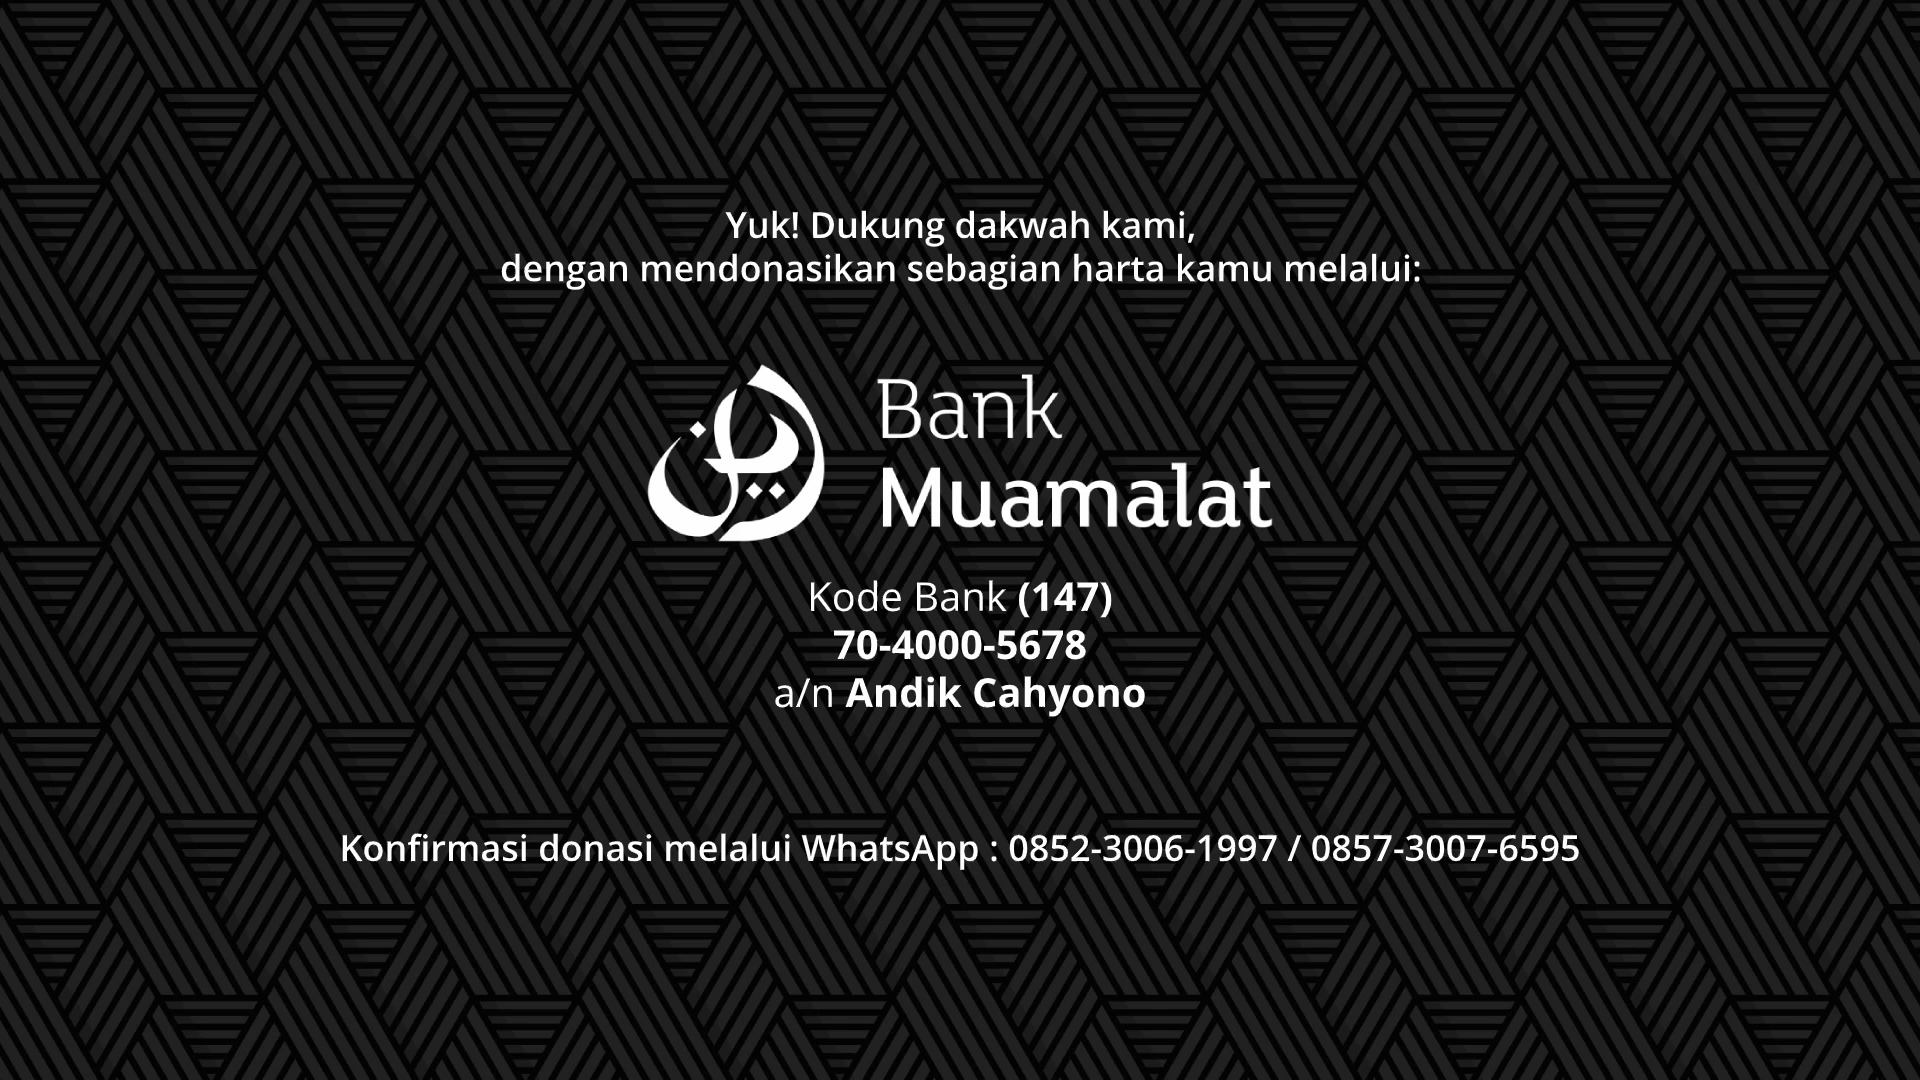 Yuk! Dukung dakwah kami,
dengan mendonasikan sebagian harta kamu melalui:
Bank
Muamalat
Kode Bank (147)
70-4000-5678
a/n Andik Cahyono
Konfirmasi donasi melalui WhatsApp : 0852-3006-1997 / 0857-3007-6595